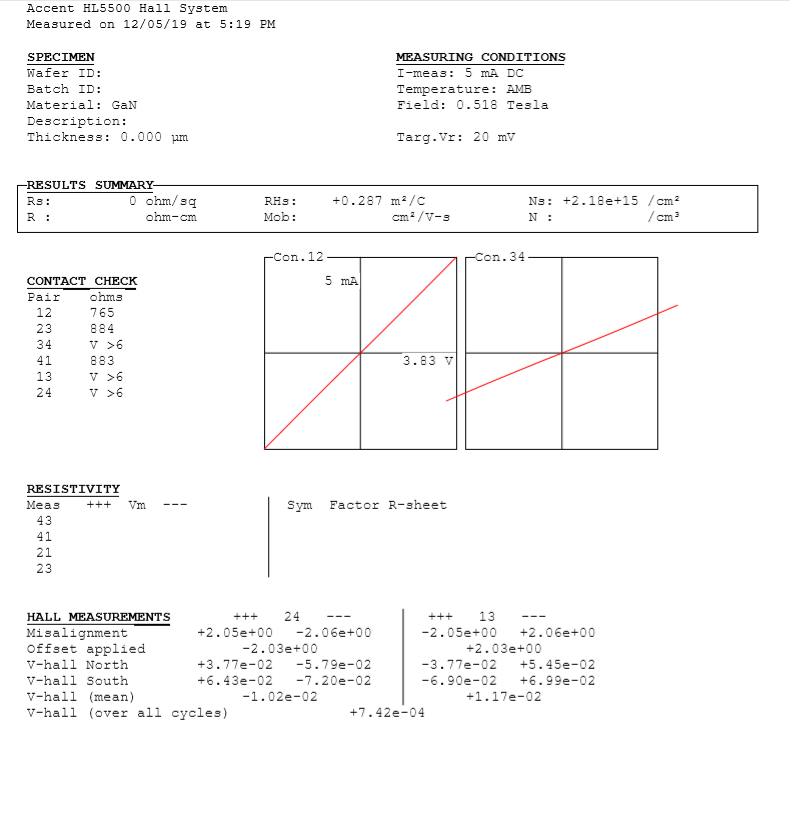 Accent HL5500 Hall System
Measured on 12/05/19 at 5:19 PM
SPECIMEN
Wafer ID:
Batch ID:
Material: GaN
Description:
Thickness: 0.000 µm
MEASURING CONDITIONS
I-meas: 5 mA DC
Temperature: AMB
Field: 0.518 Tesla
Targ.Vr: 20 mV
RESULTS SUMMARY
Rs: 0 ohm/sq RHs: +0.287 m²/C Ns: +2.18e+15 /cm²
R : ohm-cm Mob: cm²/V-s N : /cm³
CONTACT CHECK
Pair ohms
12 765
23 884
34 V >6
41 883
13 V >6
24 V >6
Con.12
5 mA
3.83 V
Con.34
RESISTIVITY
Meas +++ Vm --- Sym Factor R-sheet
43
41
21
23
HALL MEASUREMENTS +++ 24 --- +++ 13 ---
Misalignment +2.05e+00 -2.06e+00 -2.05e+00 +2.06e+00
Offset applied -2.03e+00 +2.03e+00
V-hall North +3.77e-02 -5.79e-02 -3.77e-02 +5.45e-02
V-hall South +6.43e-02 -7.20e-02 -6.90e-02 +6.99e-02
V-hall (mean) -1.02e-02 +1.17e-02
V-hall (over all cycles) +7.42e-04